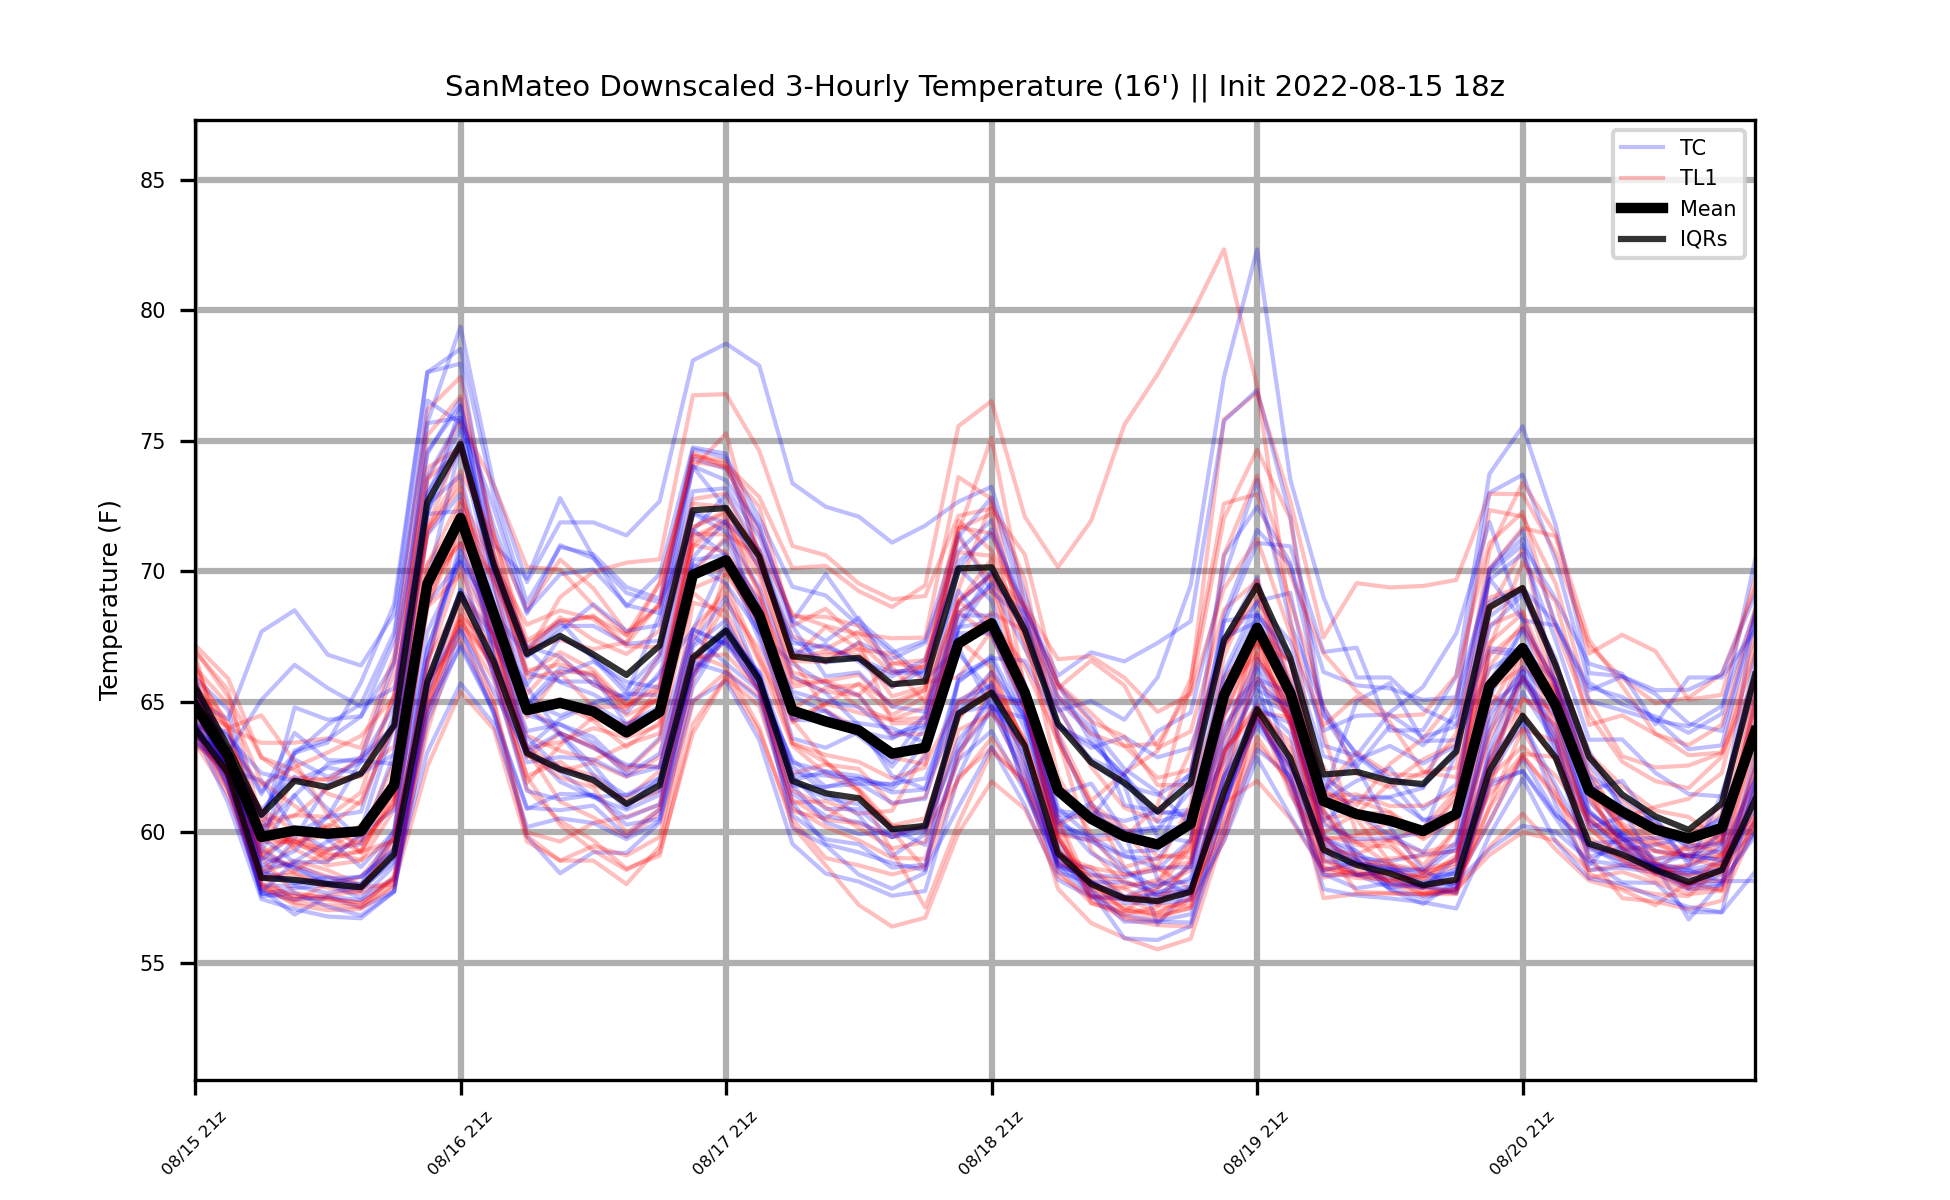 SanMateo Downscaled 3-Hourly Temperature (16') || Init 2022-08-15 18z
TC
TL1
Mean
IQRs
Temperature (F)
85
80
75
70
65
60
55
08/15 21z
08/16 21z
08/17 21z
08/18 21z
08/19 21z
08/20 21z